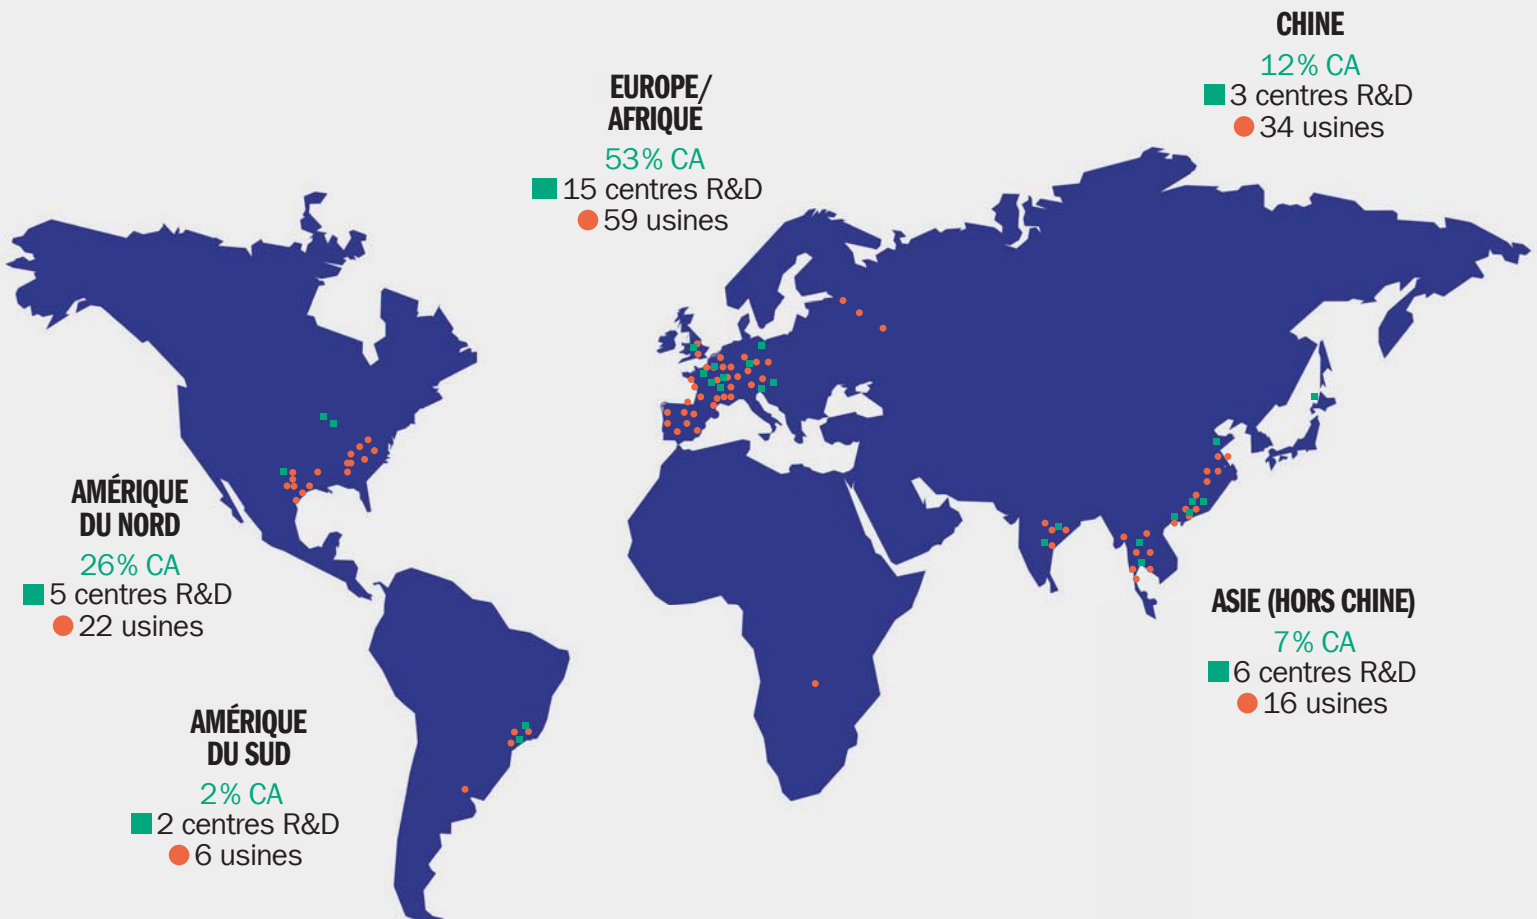 CHINE
12% CA
3 centres R&D
34 usines
EUROPE/
AFRIQUE
53% CA
15 centres R&D
59 usines
AMÉRIQUE
DU NORD
26% CA
5 centres R&D
22 usines
ASIE (HORS CHINE)
7% CA
6 centres R&D
16 usines
AMÉRIQUE
DU SUD
2% CA
2 centres R&D
6 usines